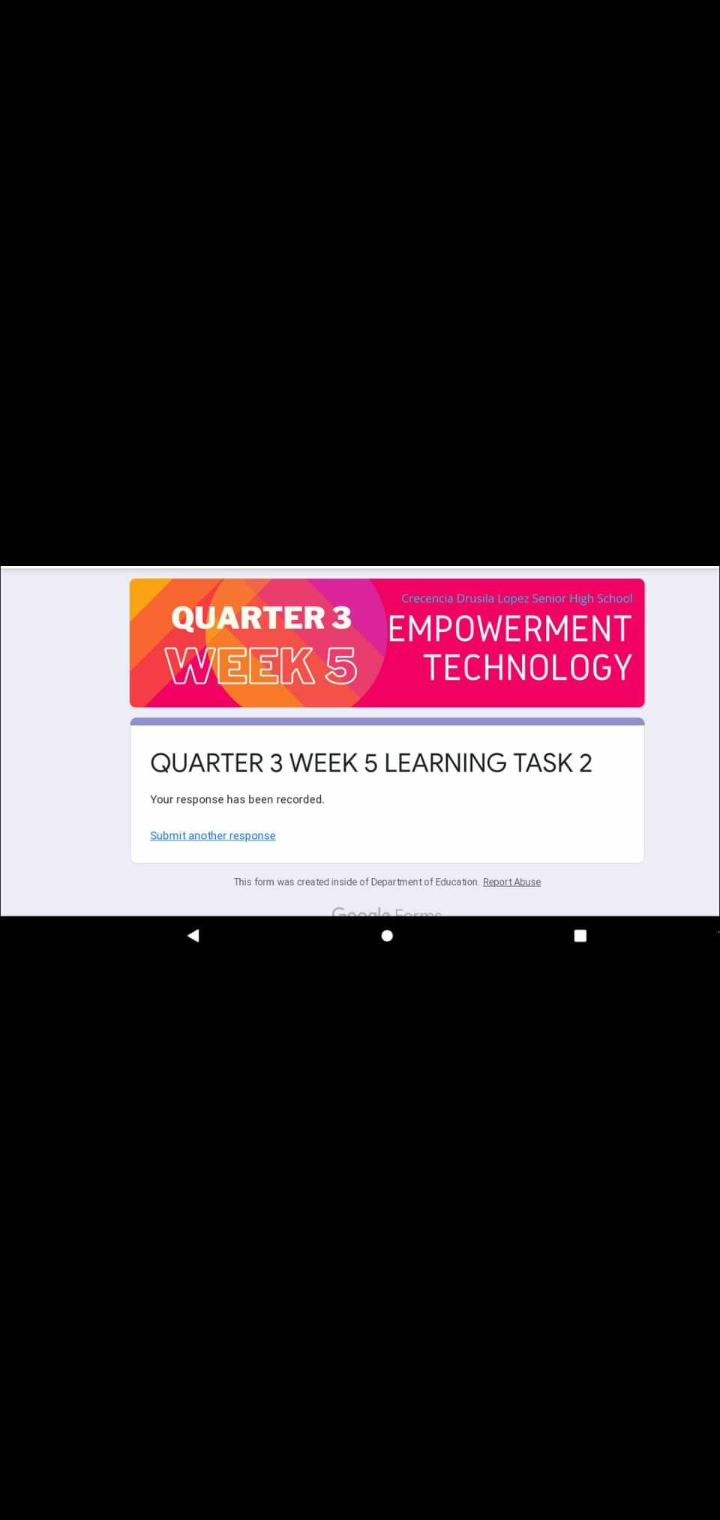 Crecencia Drusila Lopez Senior High School
QUARTER 3
WEEK 5
EMPOWERMENT
TECHNOLOGY
QUARTER 3 WEEK 5 LEARNING TASK 2
Your response has been recorded.
Submit another response
This form was created inside of Department of Education. Report Abuse
Google Forms